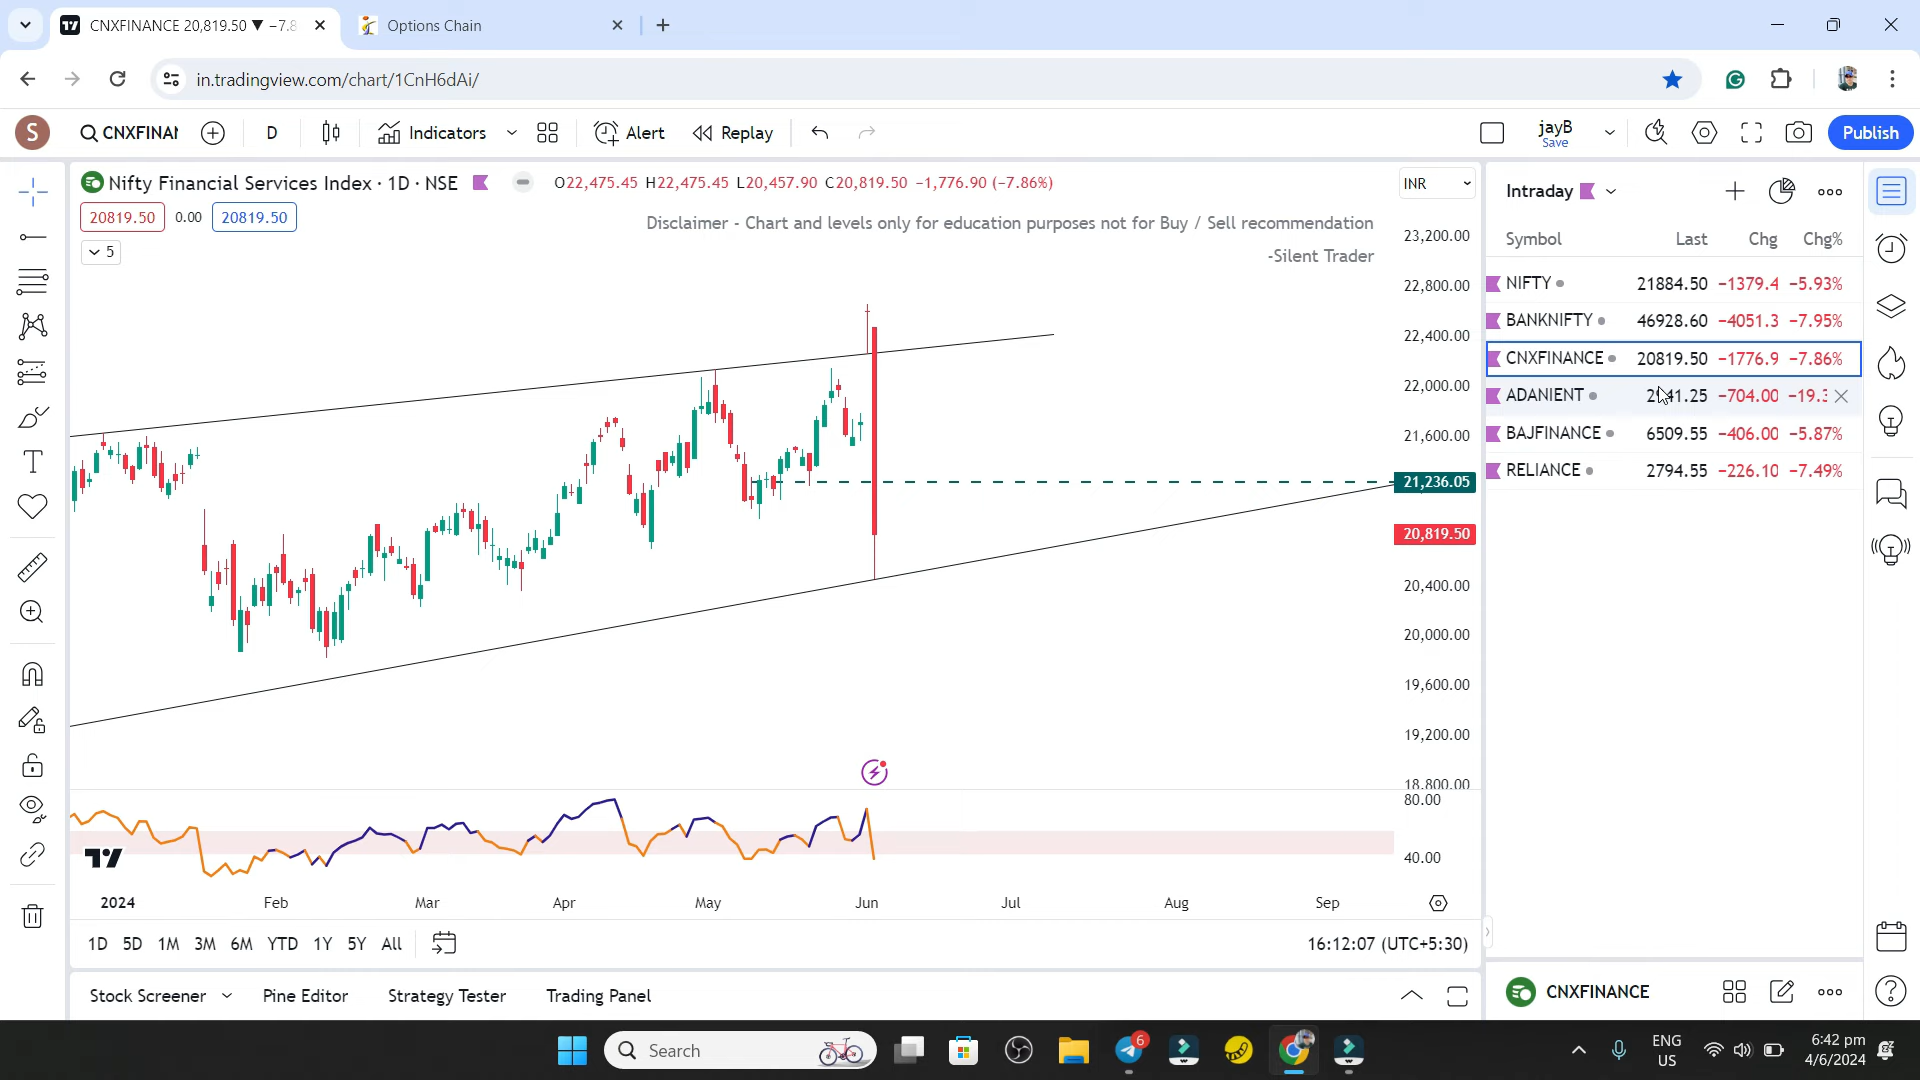 CNXFINANCE 20,819.50 ▼ −7.8
Options Chain
in.tradingview.com/chart/1CnH6dAi/
S
CNXFINAN
D
Indicators
Alert
Replay
jayB
Save
Publish
Nifty Financial Services Index · 1D · NSE
O22,475.45 H22,475.45 L20,457.90 C20,819.50 −1,776.90 (−7.86%)
INR
20819.50 0.00 20819.50
Disclaimer - Chart and levels only for education purposes not for Buy / Sell recommendation
-Silent Trader
5
23,200.00
22,800.00
22,400.00
22,000.00
21,600.00
21,236.05
20,819.50
20,400.00
20,000.00
19,600.00
19,200.00
18,800.00
80.00
40.00
2024 Feb Mar Apr May Jun Jul Aug Sep
1D 5D 1M 3M 6M YTD 1Y 5Y All
16:12:07 (UTC+5:30)
Stock Screener Pine Editor Strategy Tester Trading Panel
Intraday
Symbol Last Chg Chg%
NIFTY 21884.50 −1379.4 −5.93%
BANKNIFTY 46928.60 −4051.3 −7.95%
CNXFINANCE 20819.50 −1776.9 −7.86%
ADANIENT −704.00
BAJFINANCE 6509.55 −406.00 −5.87%
RELIANCE 2794.55 −226.10 −7.49%
CNXFINANCE
Search
6
ENG
US
6:42 pm
4/6/2024